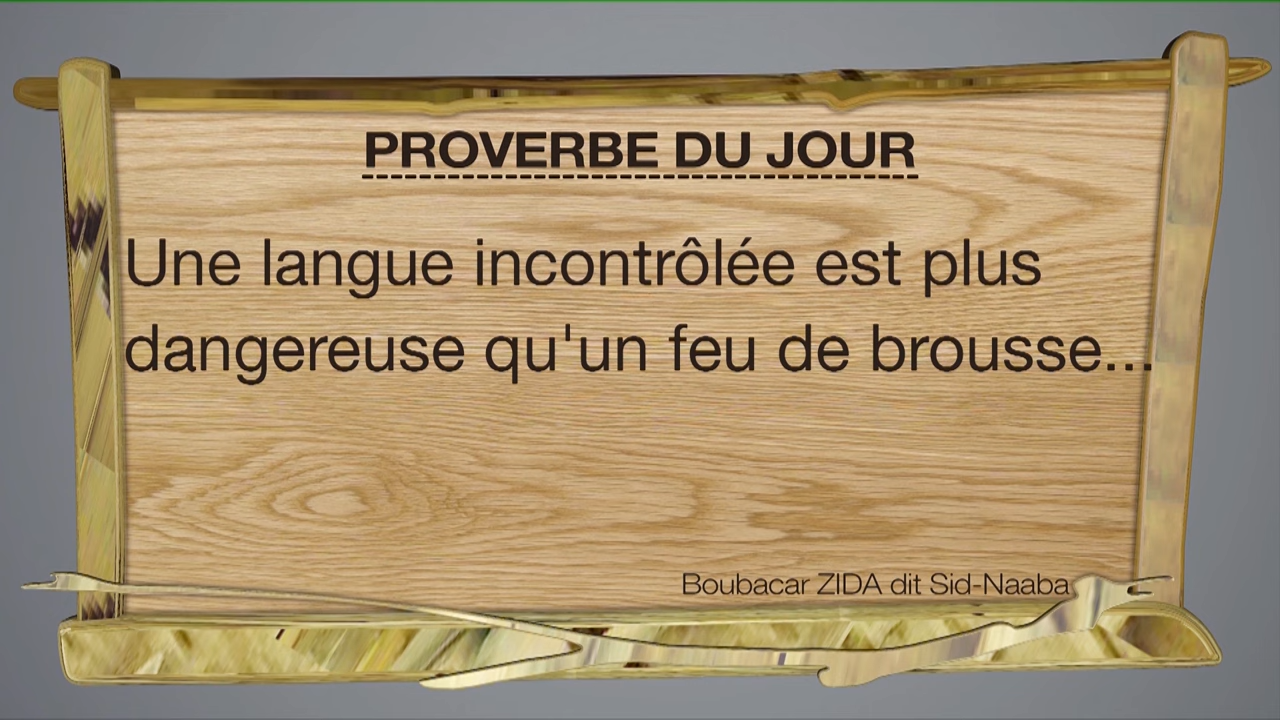 PROVERBE DU JOUR
Une langue incontrôlée est plus
dangereuse qu'un feu de brousse...
Boubacar ZIDA dit Sid-Naaba